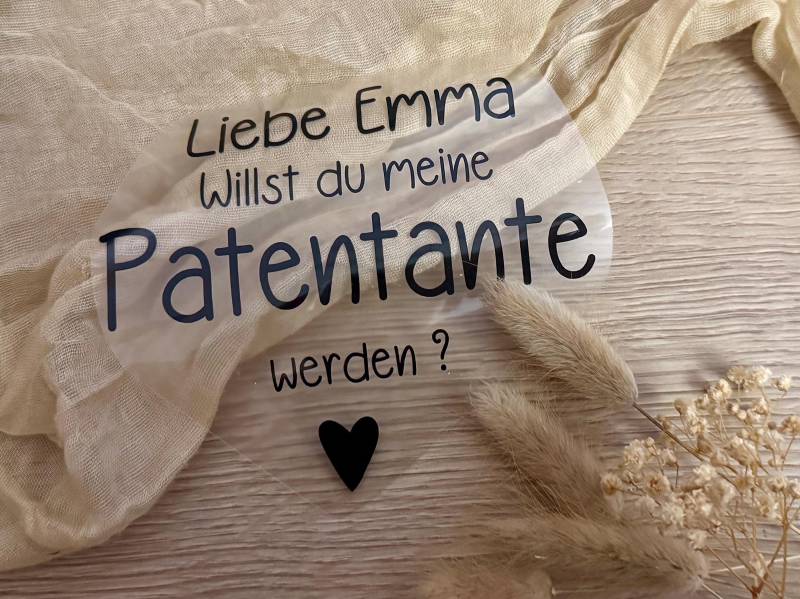 Liebe Emma
Willst du meine
Patentante
werden ?